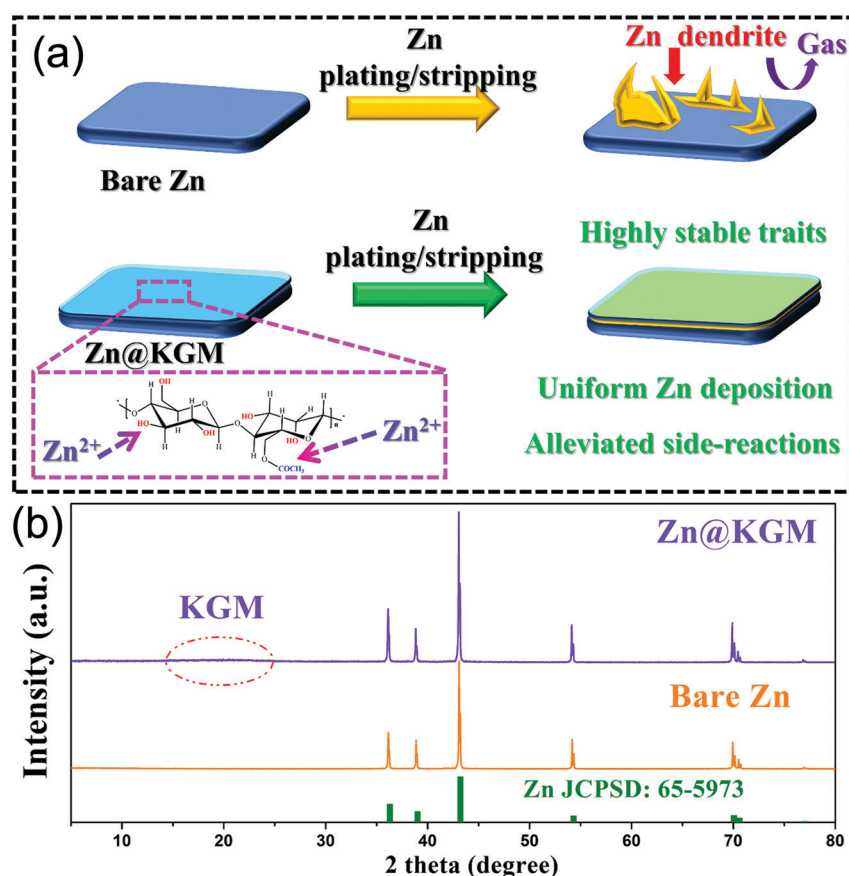 (a)
Zn
plating/stripping
Zn dendrite
Gas
Bare Zn
Zn
plating/stripping
Highly stable traits
Zn@KGM
Uniform Zn deposition
Alleviated side-reactions
H
OH
H
H
HO
H
O
O
HO
H
H
OH
H
O
HO
H
H
O
H
O
n
COCH₃
Zn²⁺
Zn²⁺
(b)
Zn@KGM
KGM
Bare Zn
Zn JCPSD: 65-5973
Intensity (a.u.)
10 20 30 40 50 60 70 80
2 theta (degree)